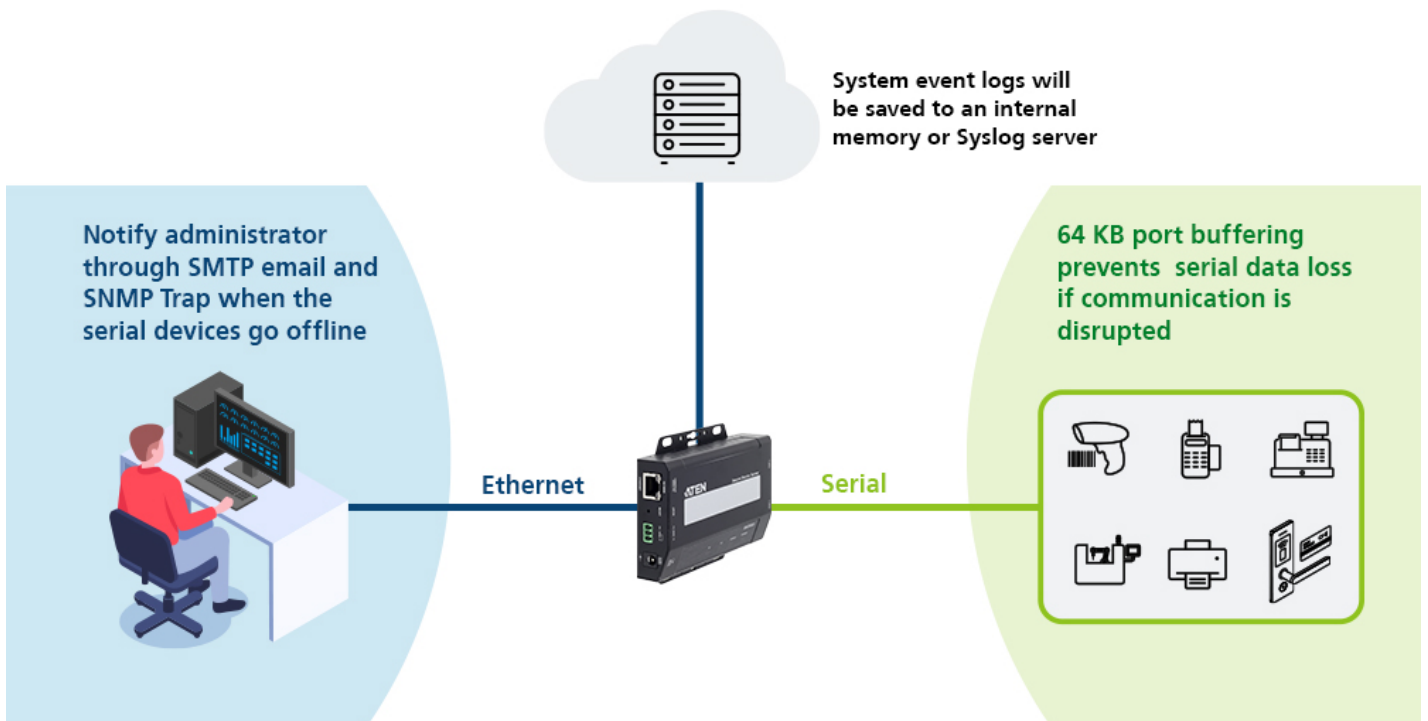 System event logs will
be saved to an internal
memory or Syslog server
Notify administrator
through SMTP email and
SNMP Trap when the
serial devices go offline
64 KB port buffering
prevents serial data loss
if communication is
disrupted
Ethernet
ATEN
Serial